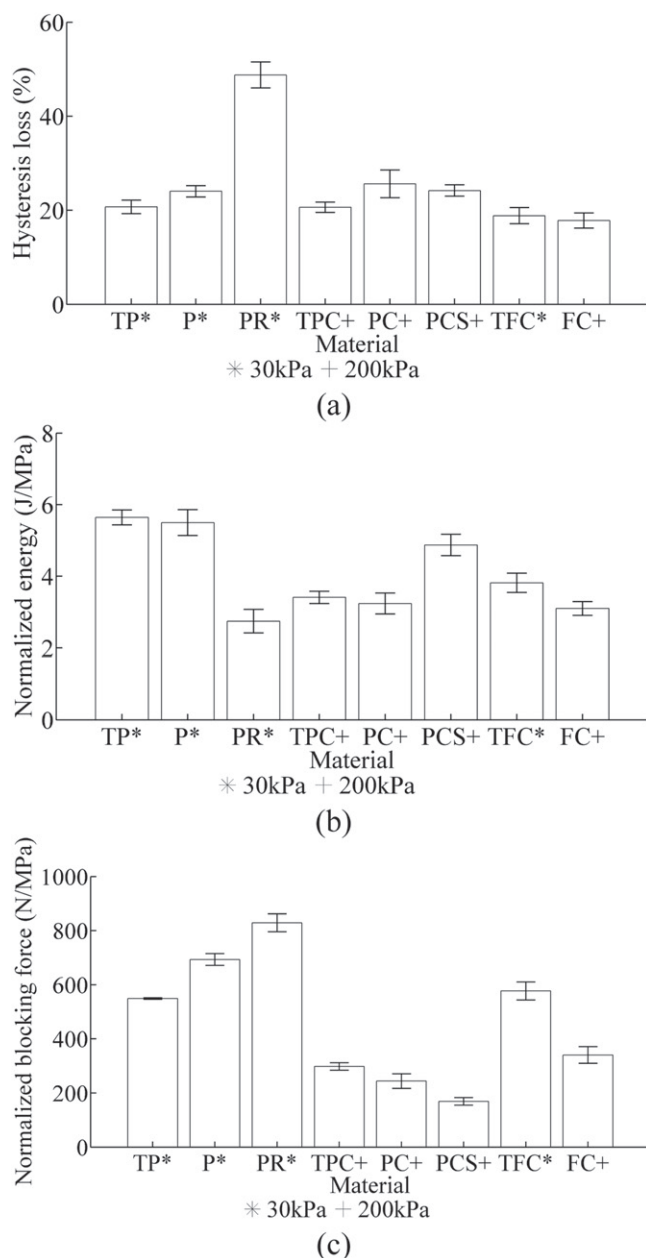 Hysteresis loss (%)
60
40
20
0
TP* P* PR* TPC+ PC+ PCS+ TFC* FC+
Material
* 30kPa + 200kPa
(a)
Normalized energy (J/MPa)
8
6
4
2
0
TP* P* PR* TPC+ PC+ PCS+ TFC* FC+
Material
* 30kPa + 200kPa
(b)
Normalized blocking force (N/MPa)
1000
800
600
400
200
0
TP* P* PR* TPC+ PC+ PCS+ TFC* FC+
Material
* 30kPa + 200kPa
(c)